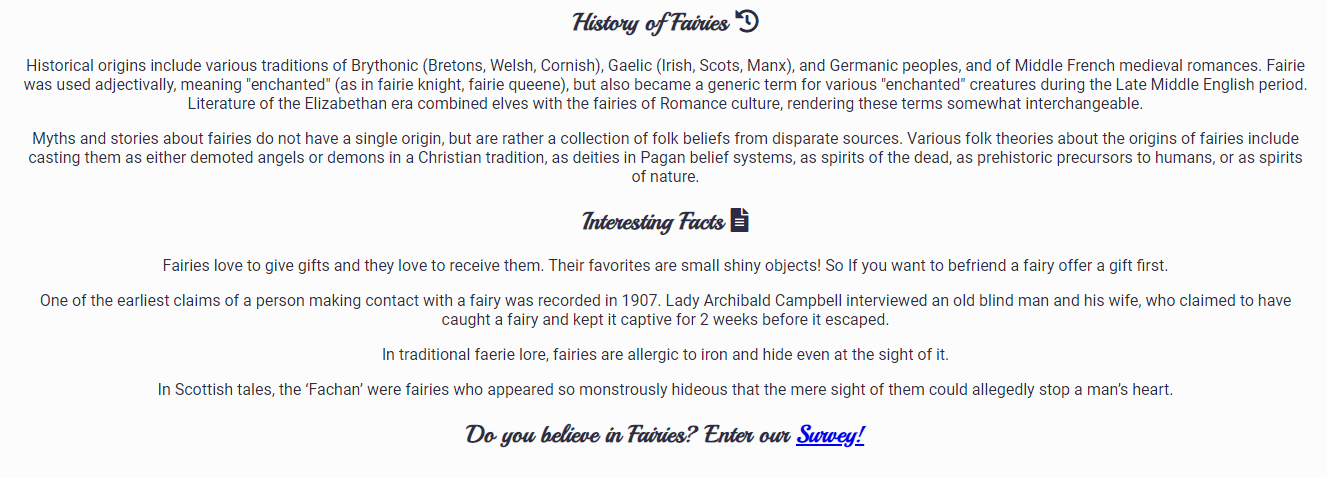 History of Fairies
Historical origins include various traditions of Brythonic (Bretons, Welsh, Cornish), Gaelic (Irish, Scots, Manx), and Germanic peoples, and of Middle French medieval romances. Fairie
was used adjectivally, meaning "enchanted" (as in fairie knight, fairie queene), but also became a generic term for various "enchanted" creatures during the Late Middle English period.
Literature of the Elizabethan era combined elves with the fairies of Romance culture, rendering these terms somewhat interchangeable.
Myths and stories about fairies do not have a single origin, but are rather a collection of folk beliefs from disparate sources. Various folk theories about the origins of fairies include
casting them as either demoted angels or demons in a Christian tradition, as deities in Pagan belief systems, as spirits of the dead, as prehistoric precursors to humans, or as spirits
of nature.
Interesting Facts
Fairies love to give gifts and they love to receive them. Their favorites are small shiny objects! So If you want to befriend a fairy offer a gift first.
One of the earliest claims of a person making contact with a fairy was recorded in 1907. Lady Archibald Campbell interviewed an old blind man and his wife, who claimed to have
caught a fairy and kept it captive for 2 weeks before it escaped.
In traditional faerie lore, fairies are allergic to iron and hide even at the sight of it.
In Scottish tales, the ‘Fachan’ were fairies who appeared so monstrously hideous that the mere sight of them could allegedly stop a man’s heart.
Do you believe in Fairies? Enter our Survey!